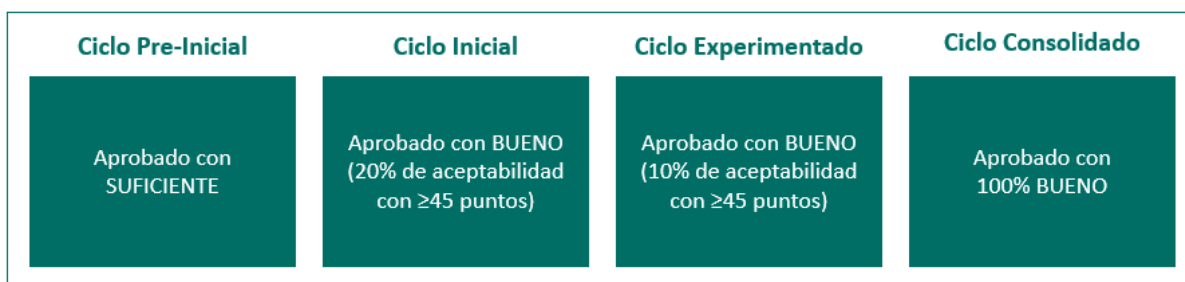 Ciclo Pre-Inicial
Aprobado con
SUFICIENTE
Ciclo Inicial
Aprobado con BUENO
(20% de aceptabilidad
con ≥45 puntos)
Ciclo Experimentado
Aprobado con BUENO
(10% de aceptabilidad
con ≥45 puntos)
Ciclo Consolidado
Aprobado con
100% BUENO